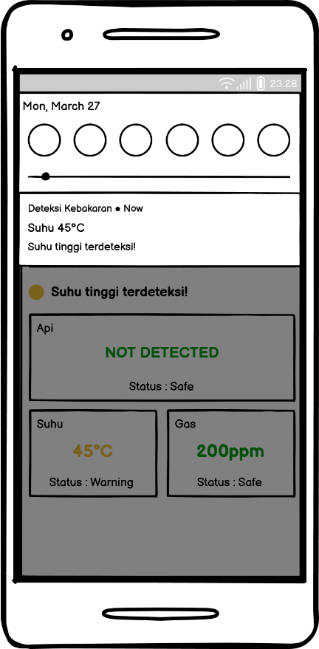 23:28
Mon, March 27
Deteksi Kebakaran • Now
Suhu 45°C
Suhu tinggi terdeteksi!
Suhu tinggi terdeteksi!
Api
NOT DETECTED
Status : Safe
Suhu
45°C
Status : Warning
Gas
200ppm
Status : Safe